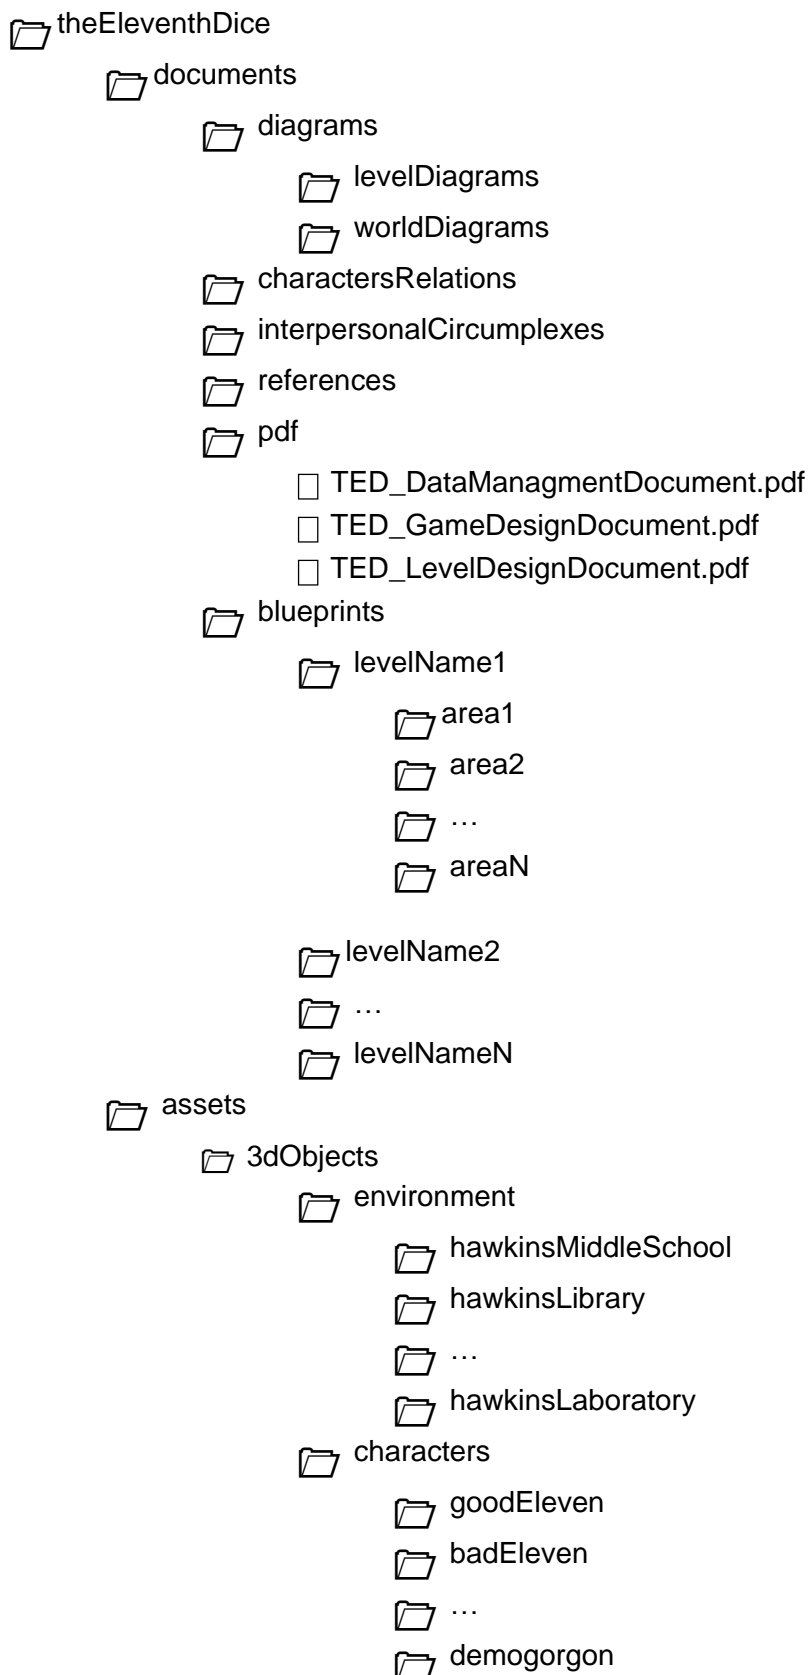 theEleventhDice
documents
diagrams
levelDiagrams
worldDiagrams
charactersRelations
interpersonalCircumplexes
references
pdf
TED_DataManagmentDocument.pdf
TED_GameDesignDocument.pdf
TED_LevelDesignDocument.pdf
blueprints
levelName1
area1
area2
…
areaN
levelName2
…
levelNameN
assets
3dObjects
environment
hawkinsMiddleSchool
hawkinsLibrary
…
hawkinsLaboratory
characters
goodEleven
badEleven
…
demogorgon